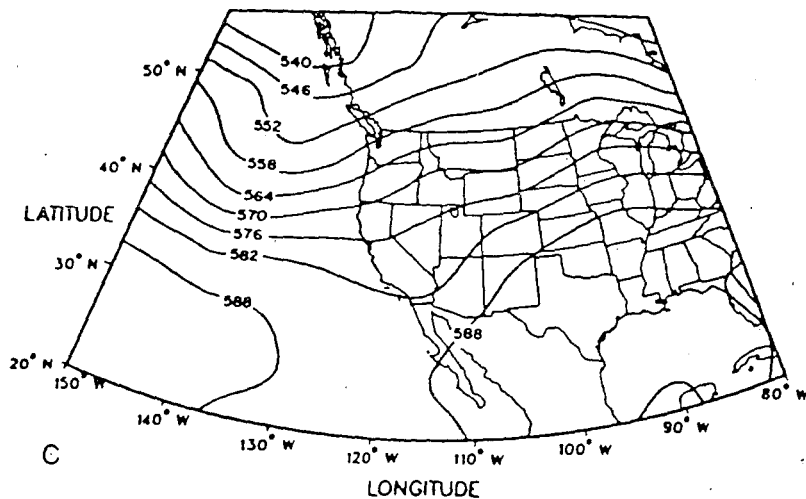 540
50° N
546
552
558
40° N
564
LATITUDE
570
576
582
30° N
588
588
20° N
150° W
80° W
140° W
90° W
130° W
100° W
120° W
110° W
C
LONGITUDE